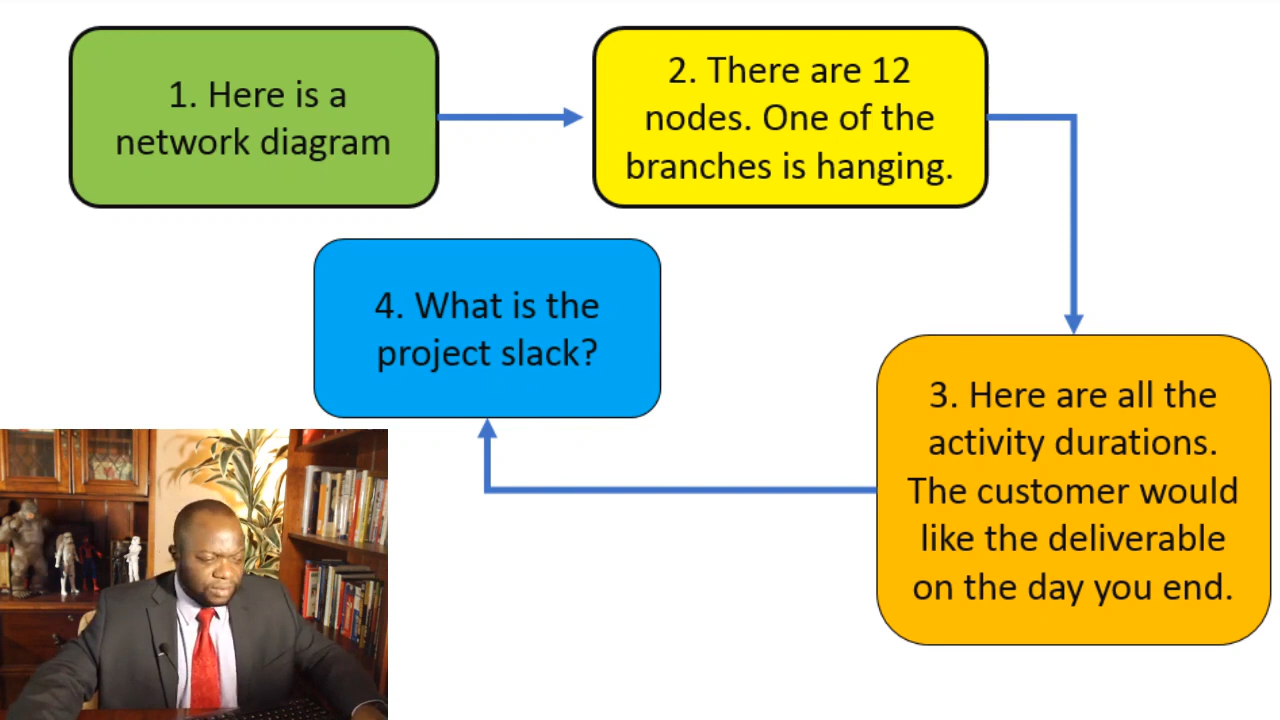 1. Here is a
network diagram
2. There are 12
nodes. One of the
branches is hanging.
3. Here are all the
activity durations.
The customer would
like the deliverable
on the day you end.
4. What is the
project slack?